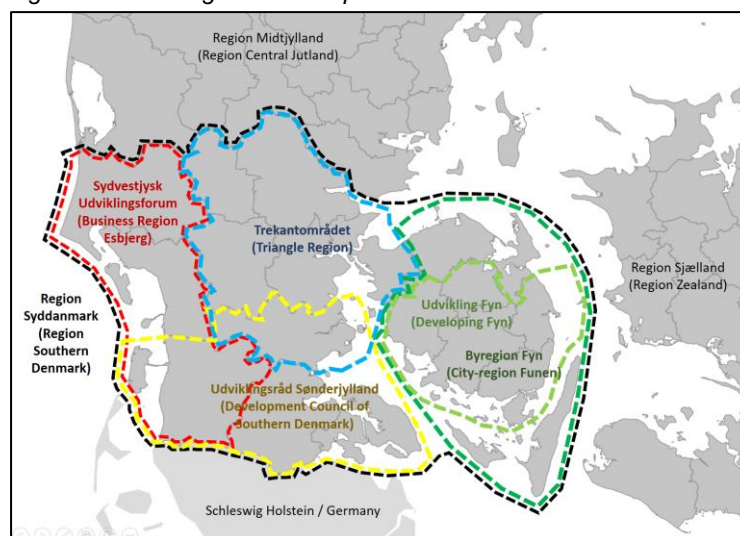 Region Midtjylland
(Region Central Jutland)
Sydvestjysk
Udviklingsforum
(Business Region
Esbjerg)
Trekantområdet
(Triangle Region)
Region Sjælland
(Region Zealand)
Region
Syddanmark
(Region
Southern
Denmark)
Udvikling Fyn
(Developing Fyn)
Byregion Fyn
(City-region Funen)
Udviklingsråd Sønderjylland
(Development Council of
Southern Denmark)
Schleswig Holstein / Germany